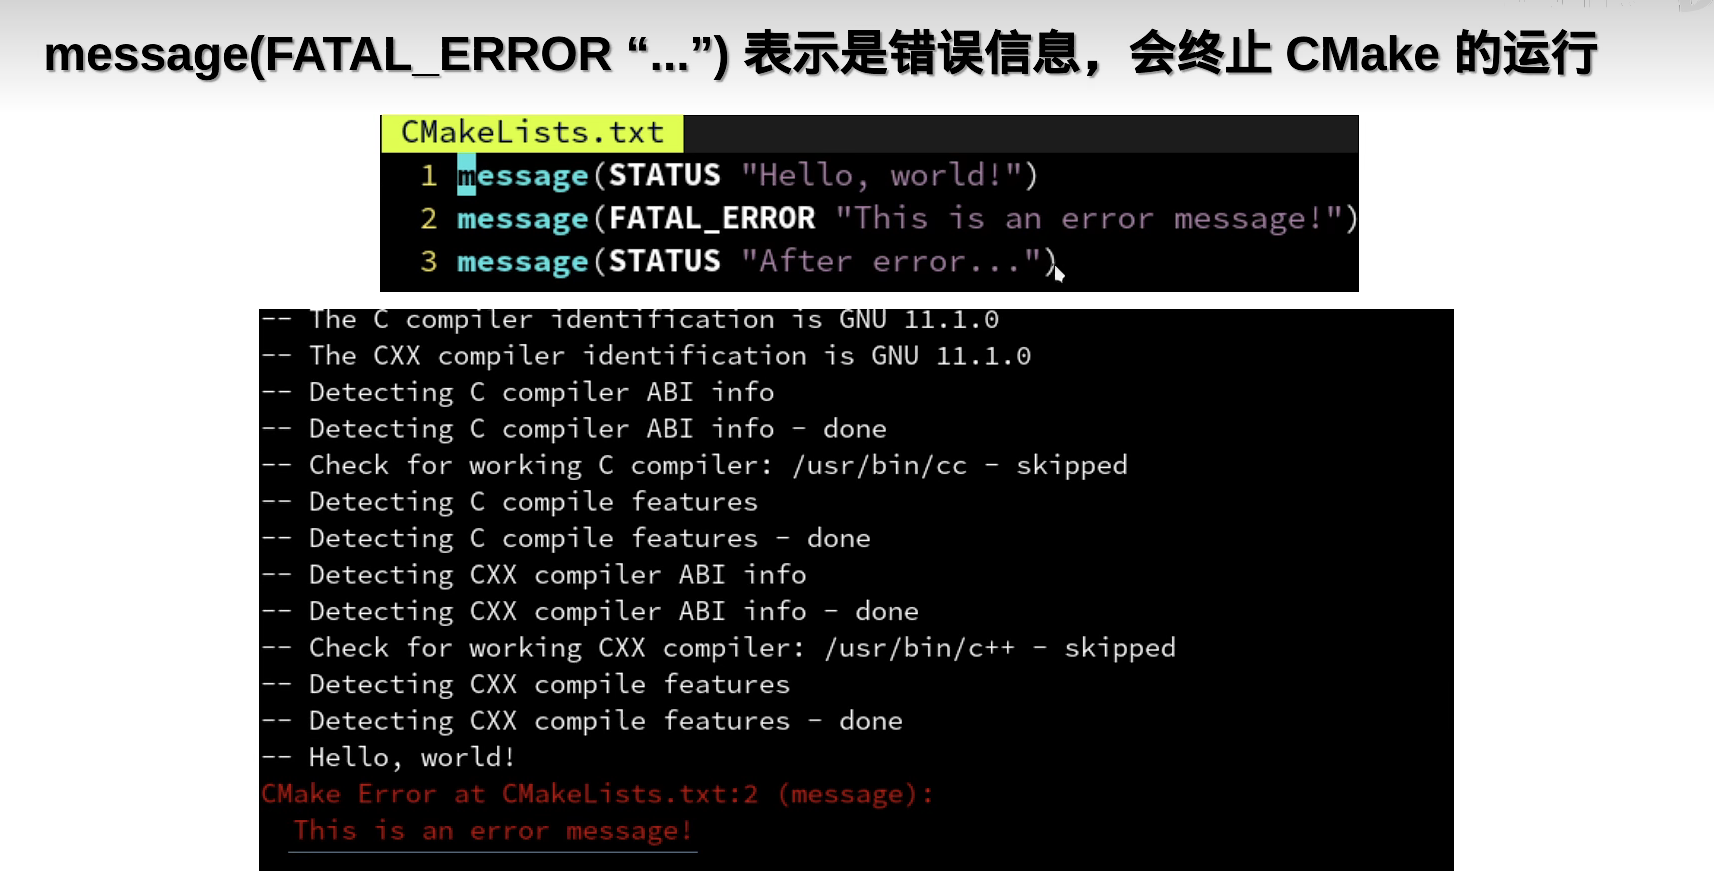 message(FATAL_ERROR “...”) 表示是错误信息，会终止 CMake 的运行
CMakeLists.txt
1 message(STATUS "Hello, world!")
2 message(FATAL_ERROR "This is an error message!")
3 message(STATUS "After error...")
-- The C compiler identification is GNU 11.1.0
-- The CXX compiler identification is GNU 11.1.0
-- Detecting C compiler ABI info
-- Detecting C compiler ABI info - done
-- Check for working C compiler: /usr/bin/cc - skipped
-- Detecting C compile features
-- Detecting C compile features - done
-- Detecting CXX compiler ABI info
-- Detecting CXX compiler ABI info - done
-- Check for working CXX compiler: /usr/bin/c++ - skipped
-- Detecting CXX compile features
-- Detecting CXX compile features - done
-- Hello, world!
CMake Error at CMakeLists.txt:2 (message):
This is an error message!